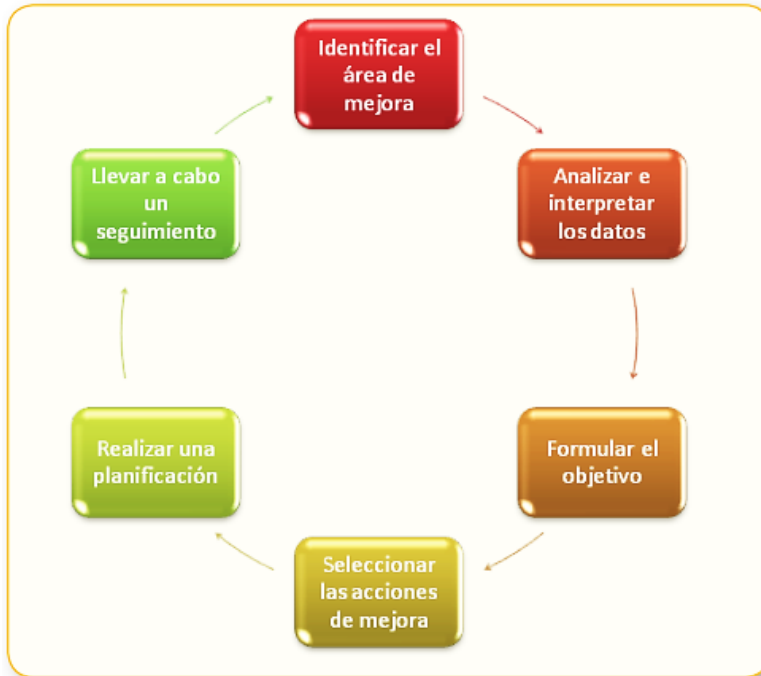 Identificar el
área de
mejora
Analizar e
interpretar
los datos
Formular el
objetivo
Seleccionar
las acciones
de mejora
Realizar una
planificación
Llevar a cabo
un
seguimiento